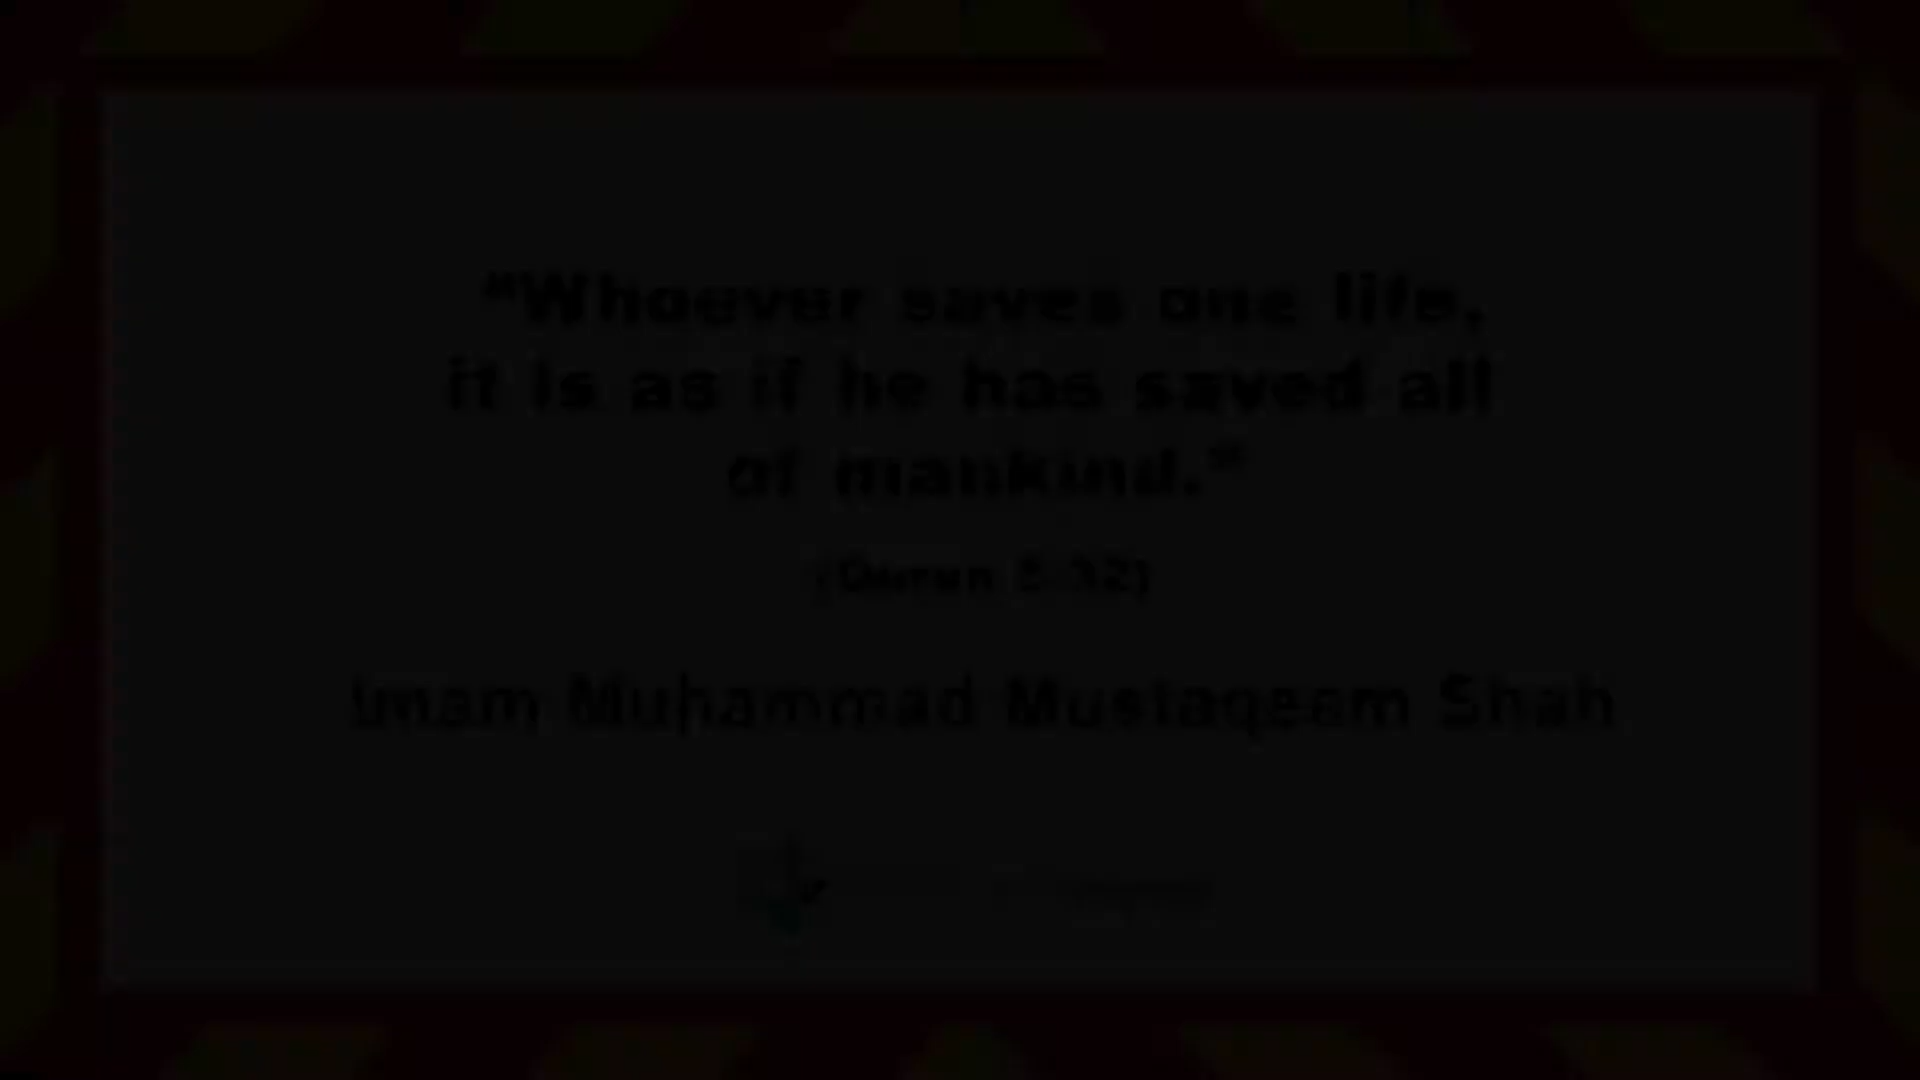 "Whoever saves one life,
it is as if he has saved all
of mankind."
(Quran 5:32)
Imam Muhammad Mustaqeem Shah